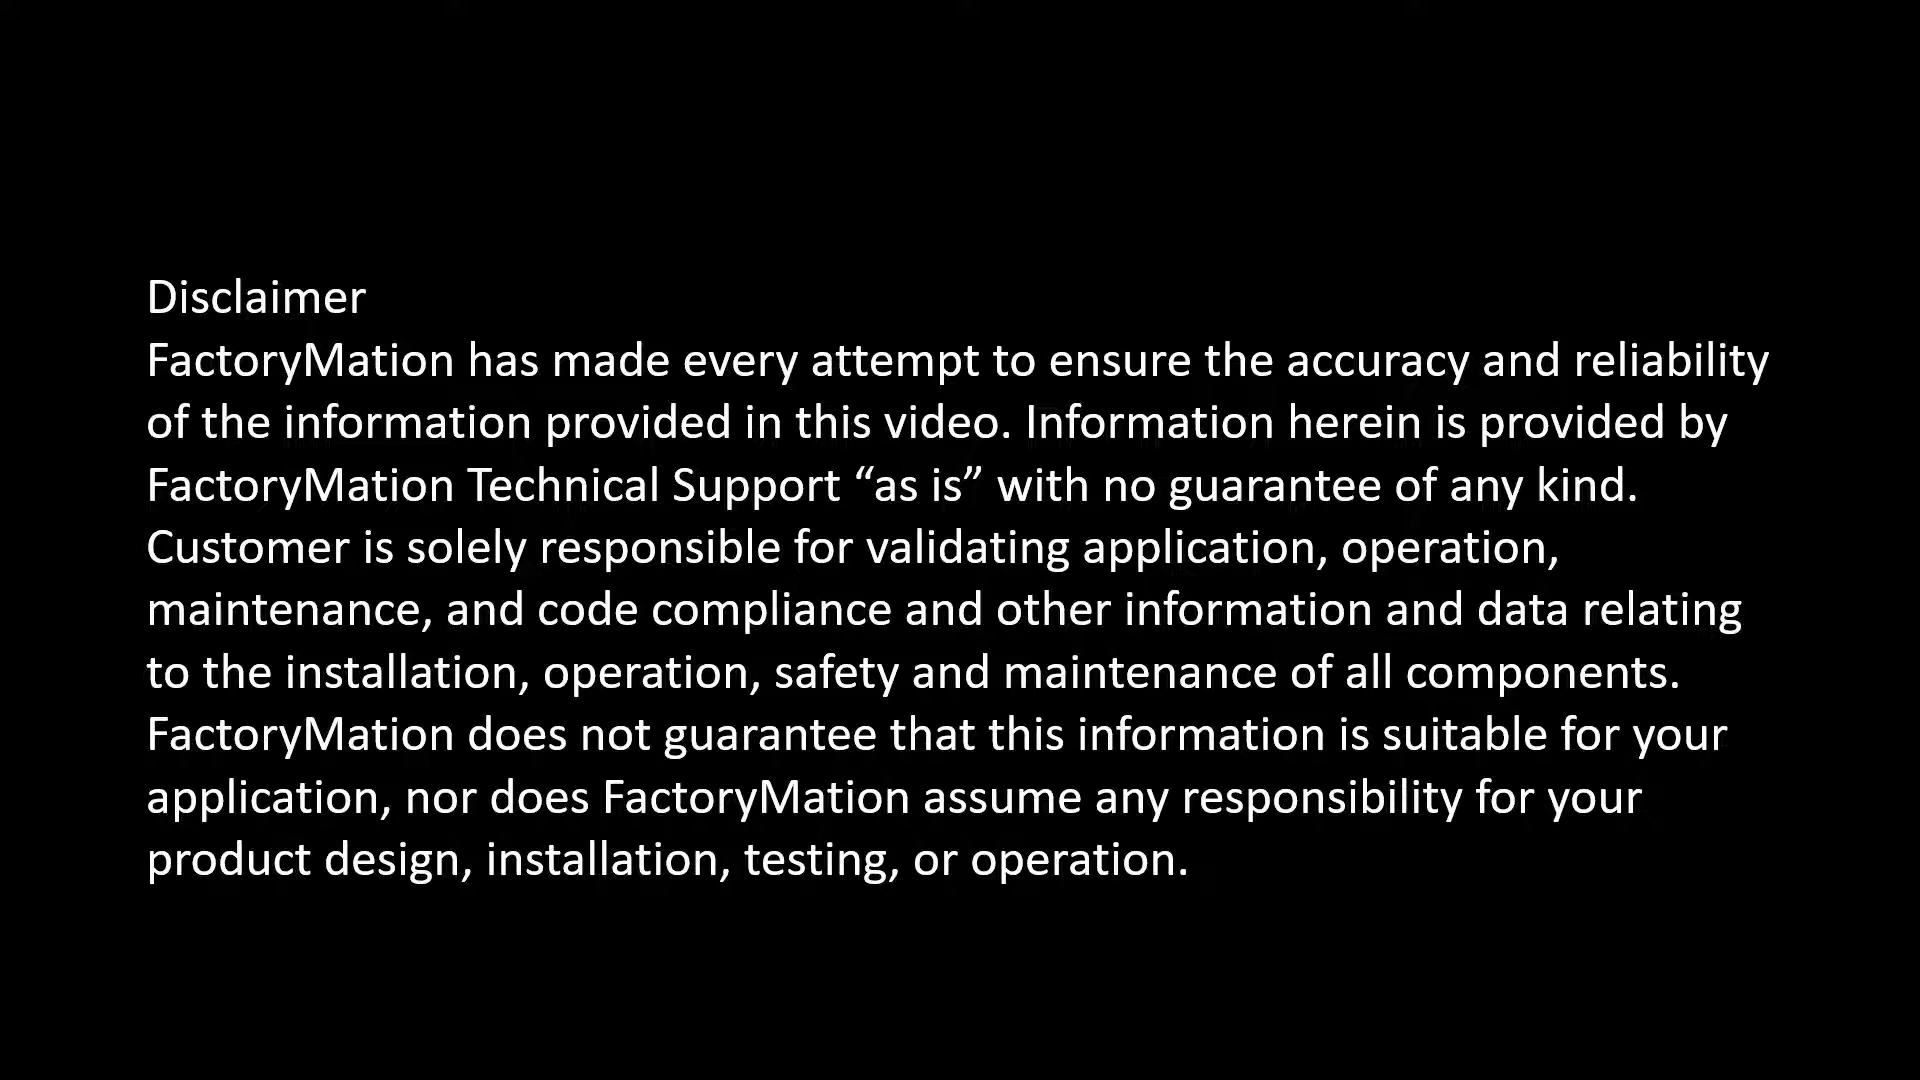 Disclaimer
FactoryMation has made every attempt to ensure the accuracy and reliability
of the information provided in this video. Information herein is provided by
FactoryMation Technical Support “as is” with no guarantee of any kind.
Customer is solely responsible for validating application, operation,
maintenance, and code compliance and other information and data relating
to the installation, operation, safety and maintenance of all components.
FactoryMation does not guarantee that this information is suitable for your
application, nor does FactoryMation assume any responsibility for your
product design, installation, testing, or operation.